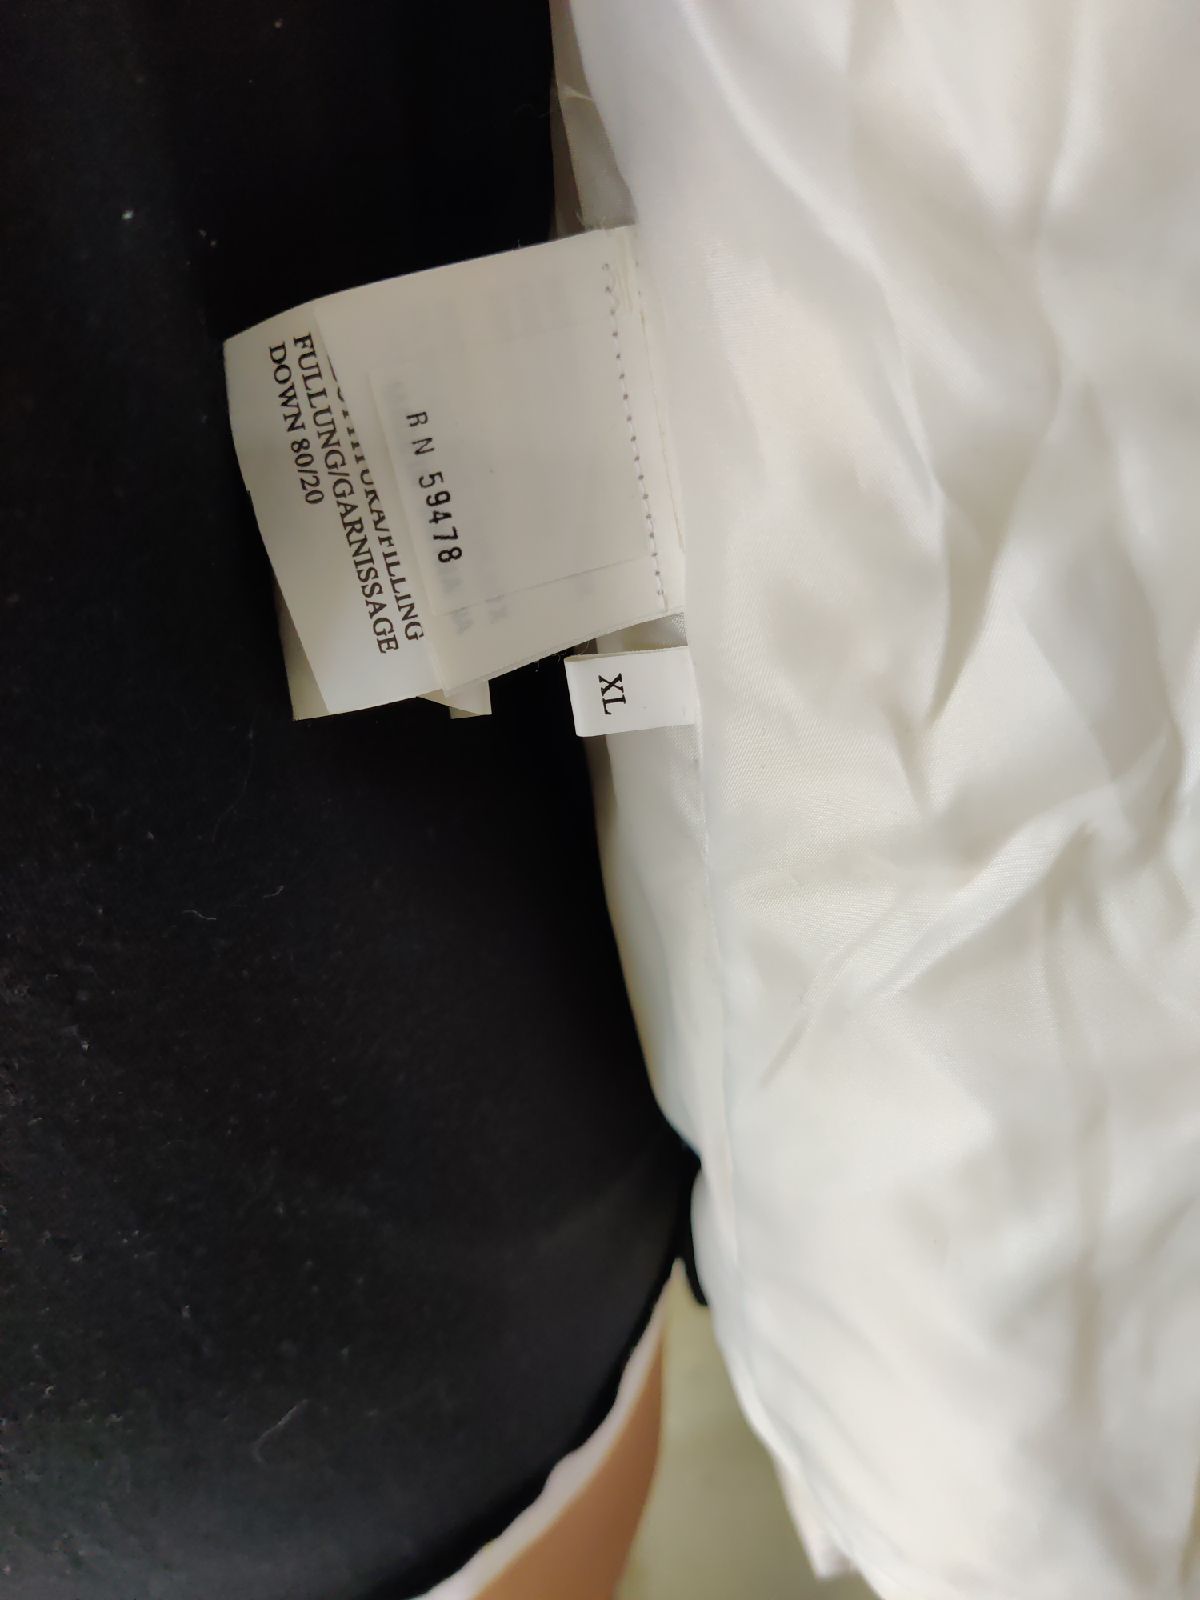 RN 59478
FULLUNG/GARNISSAGE
DOWN 80/20
XL